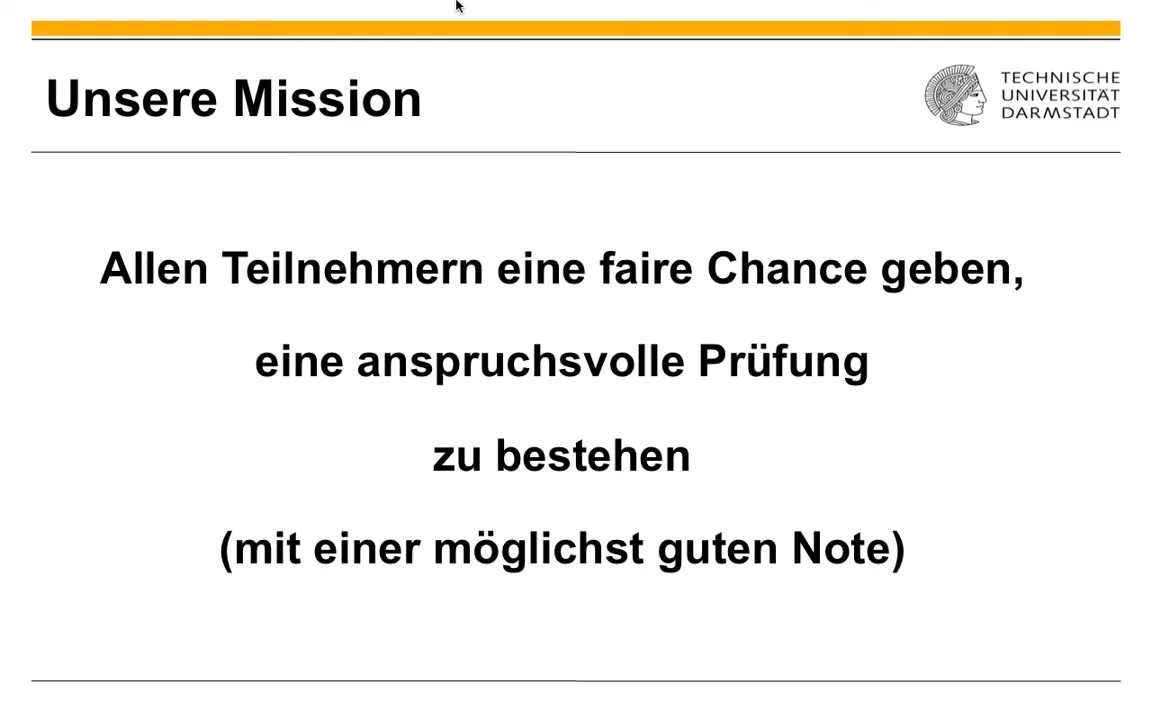 Unsere Mission
TECHNISCHE
UNIVERSITÄT
DARMSTADT
Allen Teilnehmern eine faire Chance geben,
eine anspruchsvolle Prüfung
zu bestehen
(mit einer möglichst guten Note)